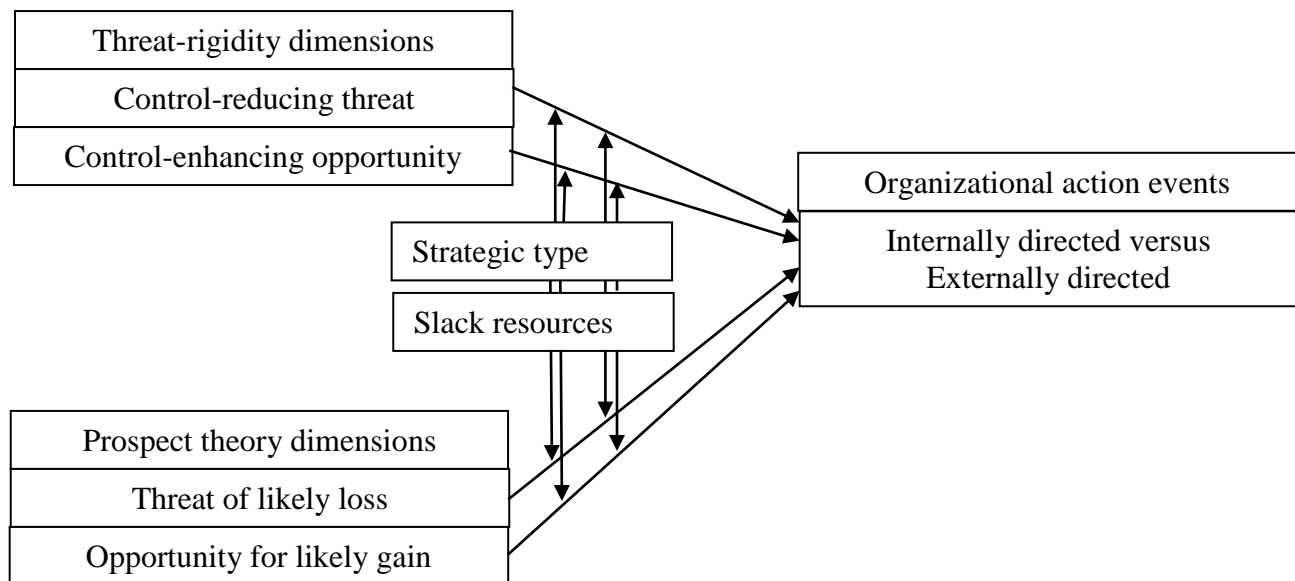 Threat-rigidity dimensions
Control-reducing threat
Control-enhancing opportunity
Organizational action events
Internally directed versus
Externally directed
Strategic type
Slack resources
Prospect theory dimensions
Threat of likely loss
Opportunity for likely gain